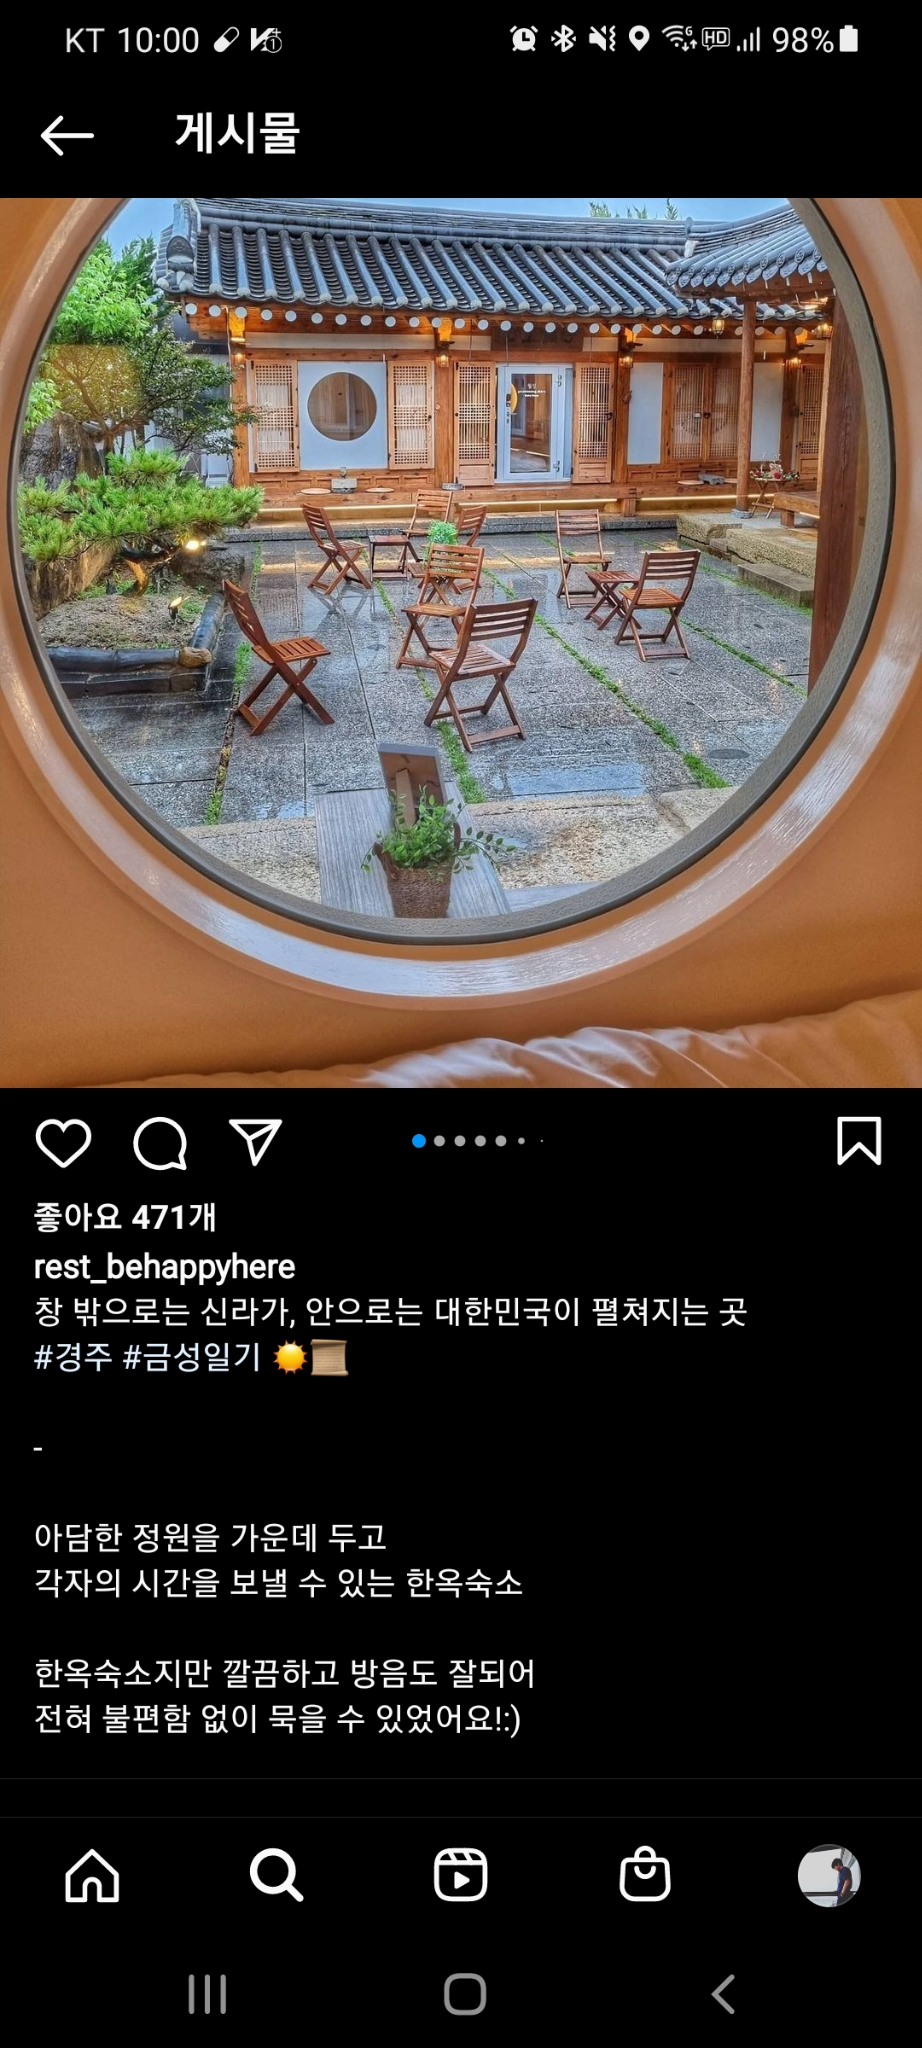 KT 10:00
HD 98%
게시물
좋아요 471개
rest_behappyhere
창 밖으로는 신라가, 안으로는 대한민국이 펼쳐지는 곳
#경주 #금성일기 ☀️📜
-
아담한 정원을 가운데 두고
각자의 시간을 보낼 수 있는 한옥숙소
한옥숙소지만 깔끔하고 방음도 잘되어
전혀 불편함 없이 묵을 수 있었어요!:)